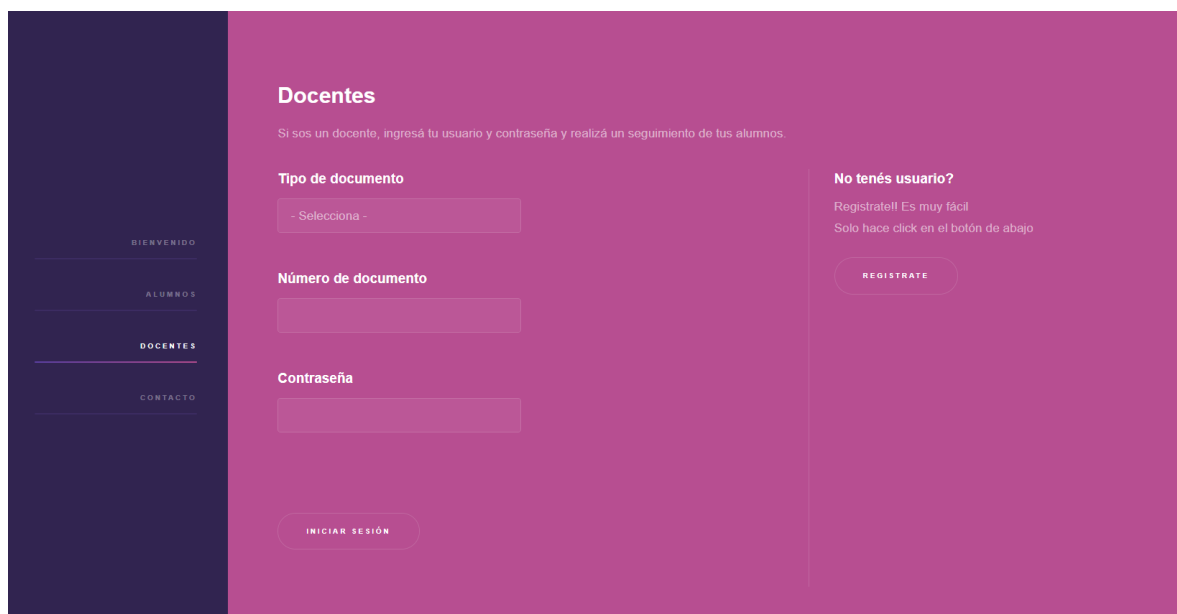 BIENVENIDO
ALUMNOS
DOCENTES
CONTACTO
Docentes
Si sos un docente, ingresá tu usuario y contraseña y realizá un seguimiento de tus alumnos.
Tipo de documento
- Selecciona -
Número de documento
Contraseña
INICIAR SESIÓN
No tenés usuario?
Registrate!! Es muy fácil
Solo hace click en el botón de abajo
REGISTRATE